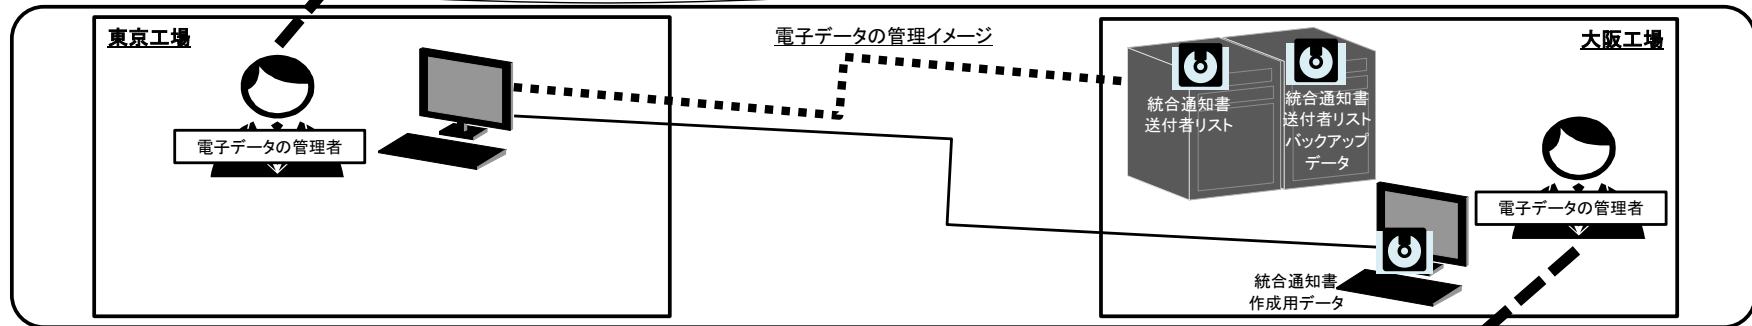 東京工場
電子データの管理者
電子データの管理イメージ
大阪工場
統合通知書
送付者リスト
統合通知書
送付者リスト
バックアップ
データ
電子データの管理者
統合通知書
作成用データ